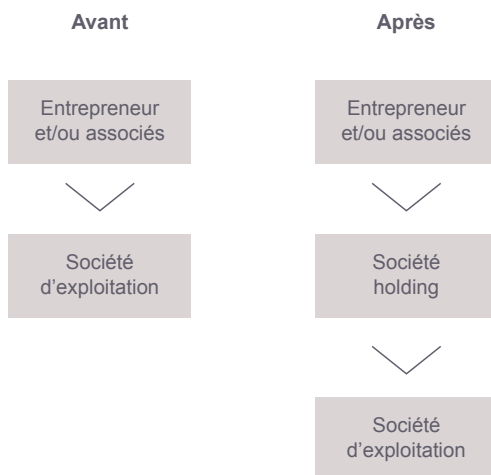 Avant
Entrepreneur
et/ou associés
Société
d'exploitation
Après
Entrepreneur
et/ou associés
Société
holding
Société
d'exploitation